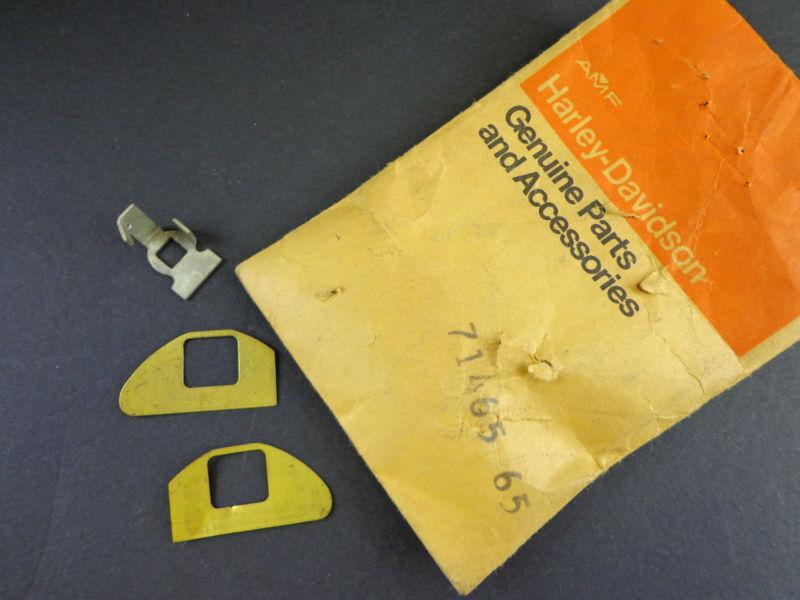 AMF
Harley-Davidson
Genuine Parts
and Accessories
71465 65